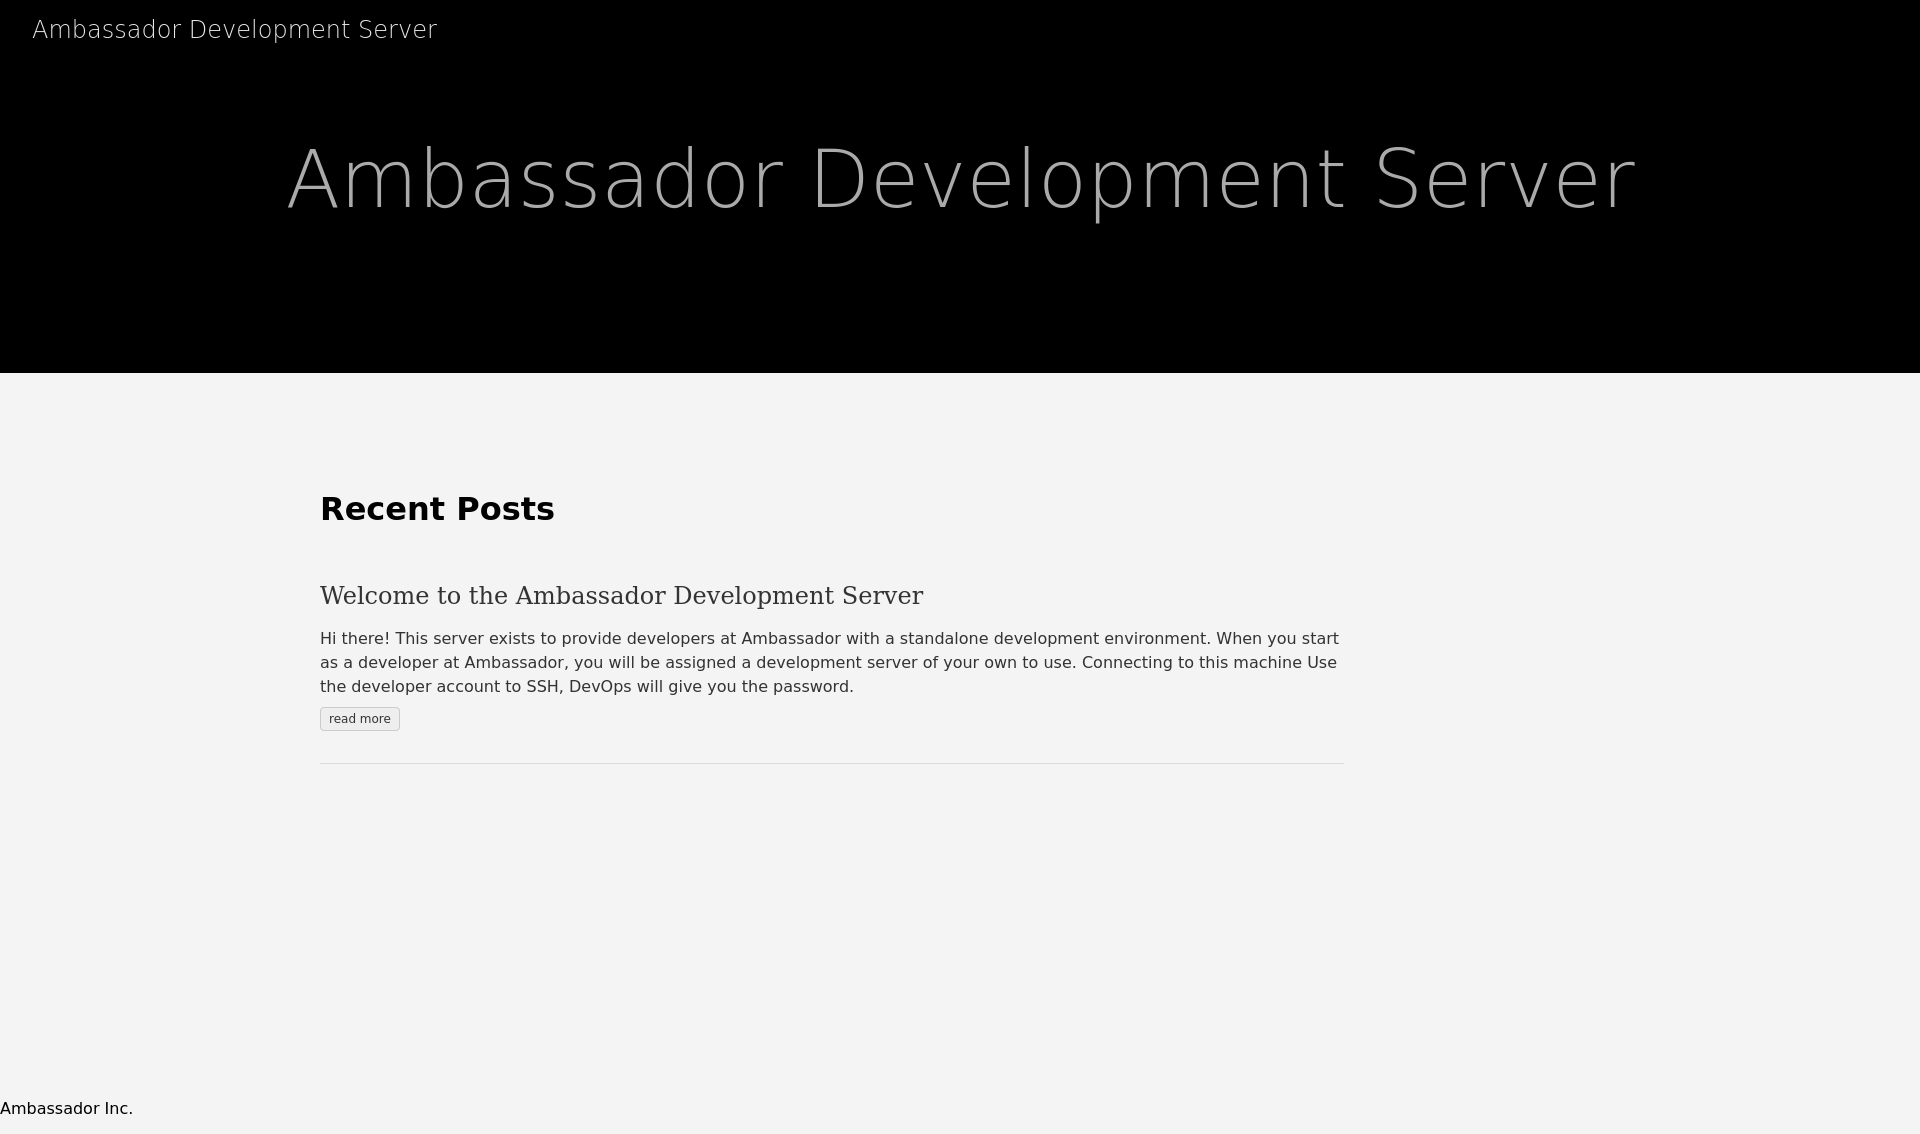 Ambassador Development Server
Ambassador Development Server
Recent Posts
Welcome to the Ambassador Development Server
Hi there! This server exists to provide developers at Ambassador with a standalone development environment. When you start
as a developer at Ambassador, you will be assigned a development server of your own to use. Connecting to this machine Use
the developer account to SSH, DevOps will give you the password.
read more
Ambassador Inc.